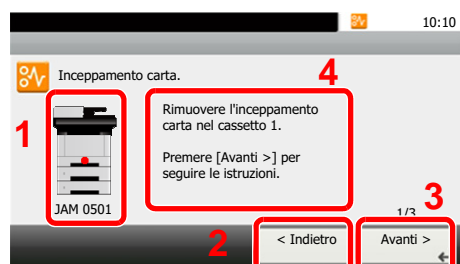 10:10
Inceppamento carta.
4
1
Rimuovere l'inceppamento
carta nel cassetto 1.
Premere [Avanti >] per
seguire le istruzioni.
JAM 0501
1/3
3
2
< Indietro
Avanti >